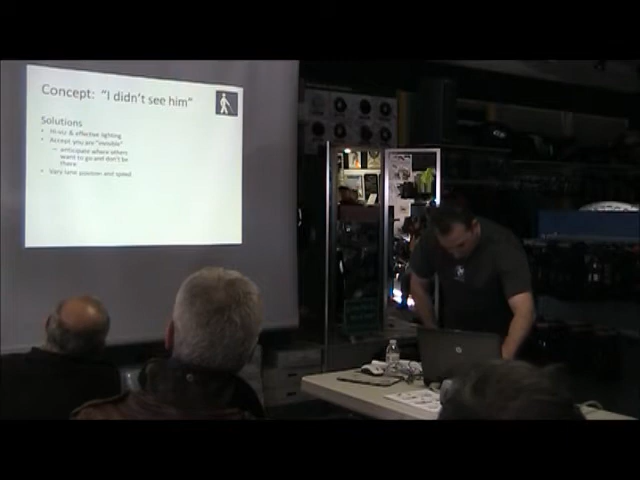 Concept: "I didn't see him"
Solutions
• Hi-viz & effective lighting
• Accept you are "invisible"
– anticipate where others
want to go and don't be
there
• Vary lane position and speed